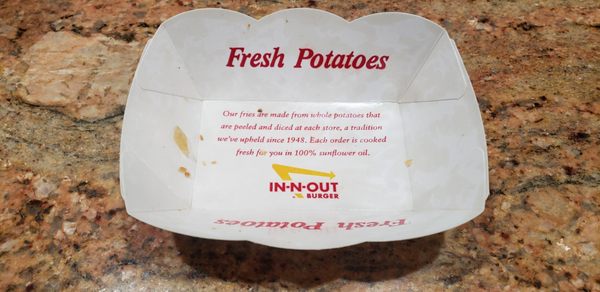 Fresh Potatoes
Our fries are made from whole potatoes that
are peeled and diced at each store, a tradition
we've upheld since 1948. Each order is cooked
fresh for you in 100% sunflower oil.
IN-N-OUT
BURGER
Fresh Potatoes